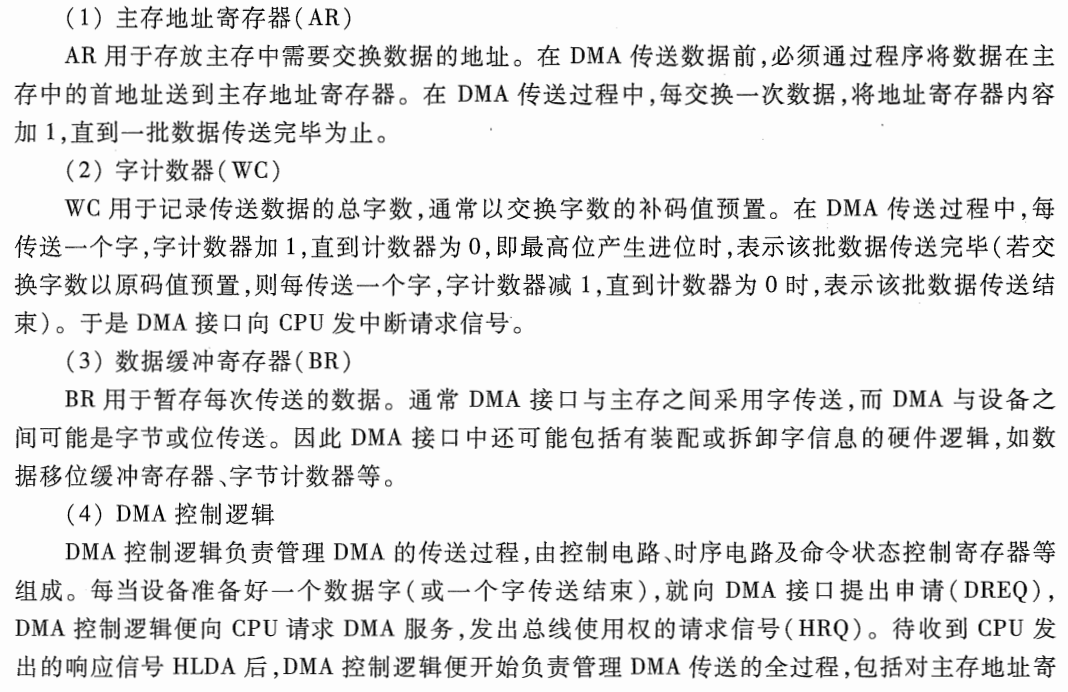 (1) 主存地址寄存器(AR)
AR 用于存放主存中需要交换数据的地址。在 DMA 传送数据前,必须通过程序将数据在主
存中的首地址送到主存地址寄存器。在 DMA 传送过程中,每交换一次数据,将地址寄存器内容
加 1,直到一批数据传送完毕为止。
(2) 字计数器(WC)
WC 用于记录传送数据的总字数,通常以交换字数的补码值预置。在 DMA 传送过程中,每
传送一个字,字计数器加 1,直到计数器为 0,即最高位产生进位时,表示该批数据传送完毕(若交
换字数以原码值预置,则每传送一个字,字计数器减 1,直到计数器为 0 时,表示该批数据传送结
束)。于是 DMA 接口向 CPU 发中断请求信号。
(3) 数据缓冲寄存器(BR)
BR 用于暂存每次传送的数据。通常 DMA 接口与主存之间采用字传送,而 DMA 与设备之
间可能是字节或位传送。因此 DMA 接口中还可能包括有装配或拆卸字信息的硬件逻辑,如数
据移位缓冲寄存器、字节计数器等。
(4) DMA 控制逻辑
DMA 控制逻辑负责管理 DMA 的传送过程,由控制电路、时序电路及命令状态控制寄存器等
组成。每当设备准备好一个数据字(或一个字传送结束),就向 DMA 接口提出申请(DREQ),
DMA 控制逻辑便向 CPU 请求 DMA 服务,发出总线使用权的请求信号(HRQ)。待收到 CPU 发
出的响应信号 HLDA 后,DMA 控制逻辑便开始负责管理 DMA 传送的全过程,包括对主存地址寄